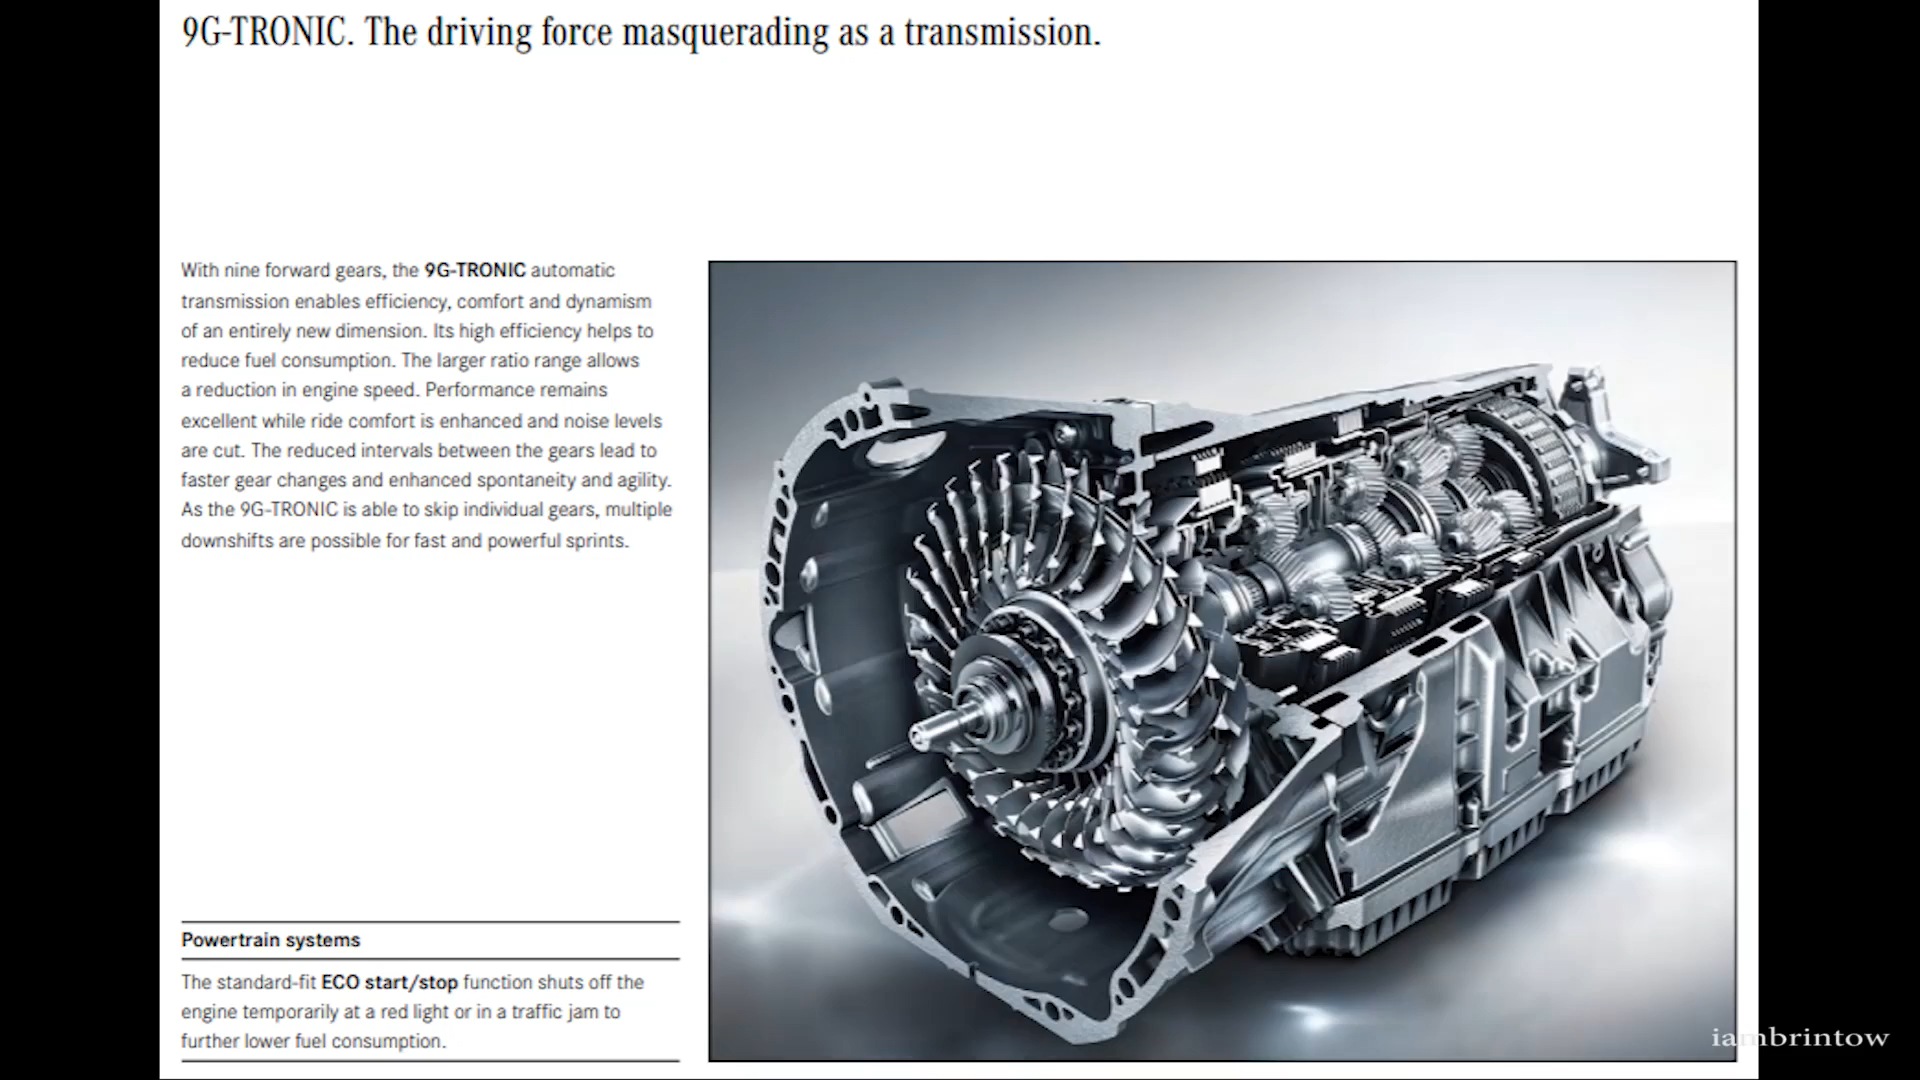 9G-TRONIC. The driving force masquerading as a transmission.
With nine forward gears, the 9G-TRONIC automatic
transmission enables efficiency, comfort and dynamism
of an entirely new dimension. Its high efficiency helps to
reduce fuel consumption. The larger ratio range allows
a reduction in engine speed. Performance remains
excellent while ride comfort is enhanced and noise levels
are cut. The reduced intervals between the gears lead to
faster gear changes and enhanced spontaneity and agility.
As the 9G-TRONIC is able to skip individual gears, multiple
downshifts are possible for fast and powerful sprints.
Powertrain systems
The standard-fit ECO start/stop function shuts off the
engine temporarily at a red light or in a traffic jam to
further lower fuel consumption.
iambrintow